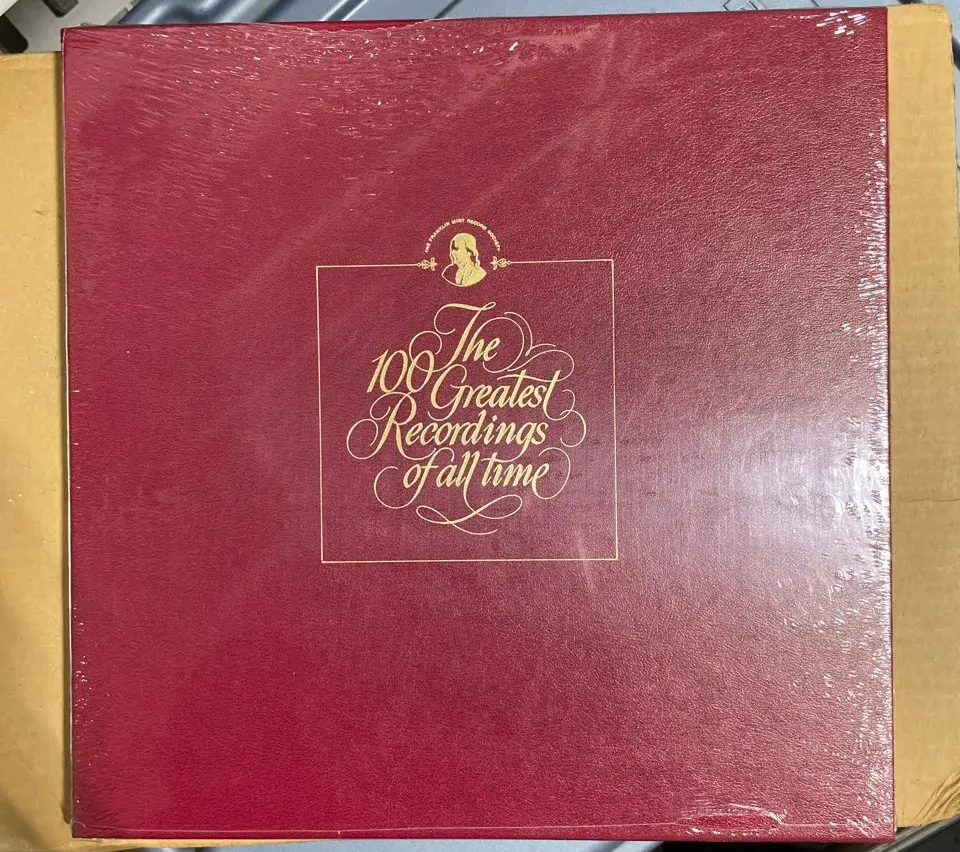 THE FRANKLIN MINT RECORD SOCIETY
The
100 Greatest
Recordings
of all time